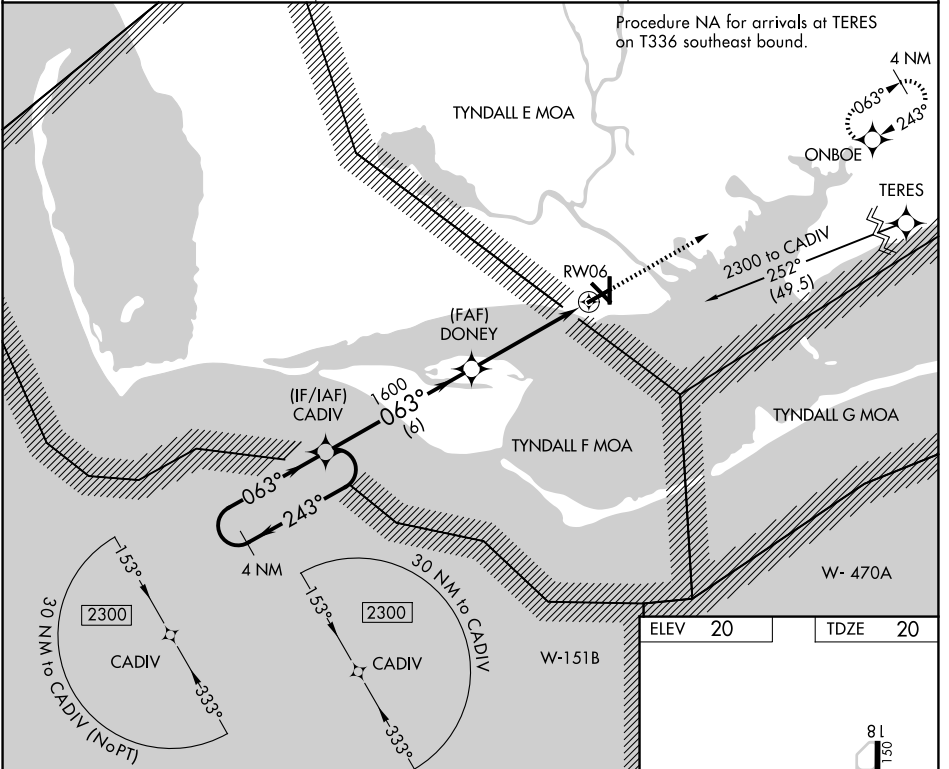 Procedure NA for arrivals at TERES
on T336 southeast bound.
4 NM
063°
243°
TYNDALL E MOA
ONBOE
TERES
2300 to CADIV
252°
(49.5)
RW06
(FAF)
DONEY
(IF/IAF)
CADIV
1600
063°
(6)
TYNDALL G MOA
TYNDALL F MOA
063°
243°
4 NM
W- 470A
153°
2300
CADIV
333°
30 NM to CADIV (NoPT)
153°
2300
30 NM to CADIV
CADIV
333°
W-151B
ELEV 20
TDZE 20
18
150